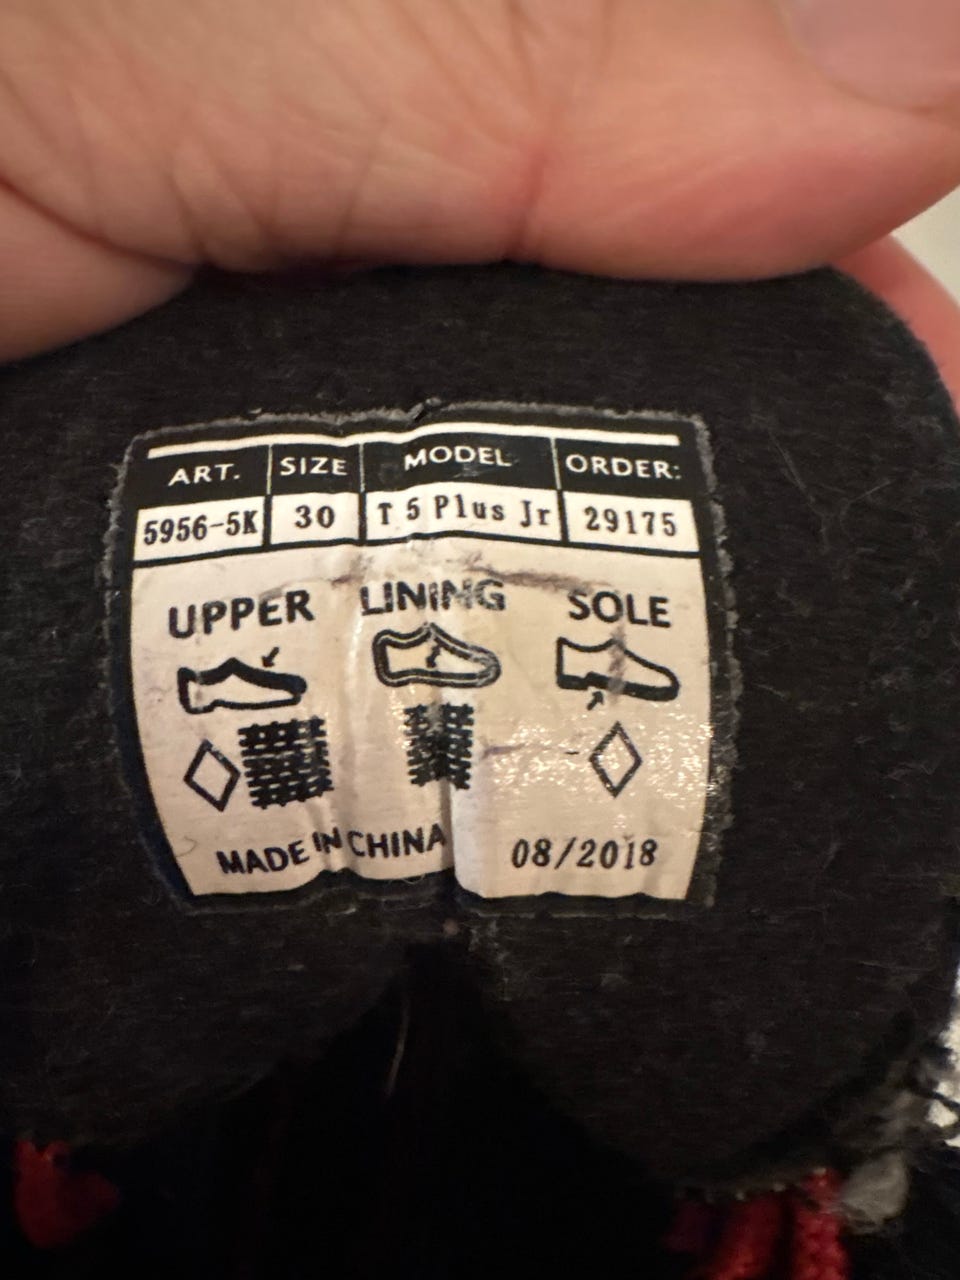 ART. SIZE MODEL ORDER:
5956-5K 30 T 5 Plus Jr 29175
UPPER LINING SOLE
MADE IN CHINA 08/2018